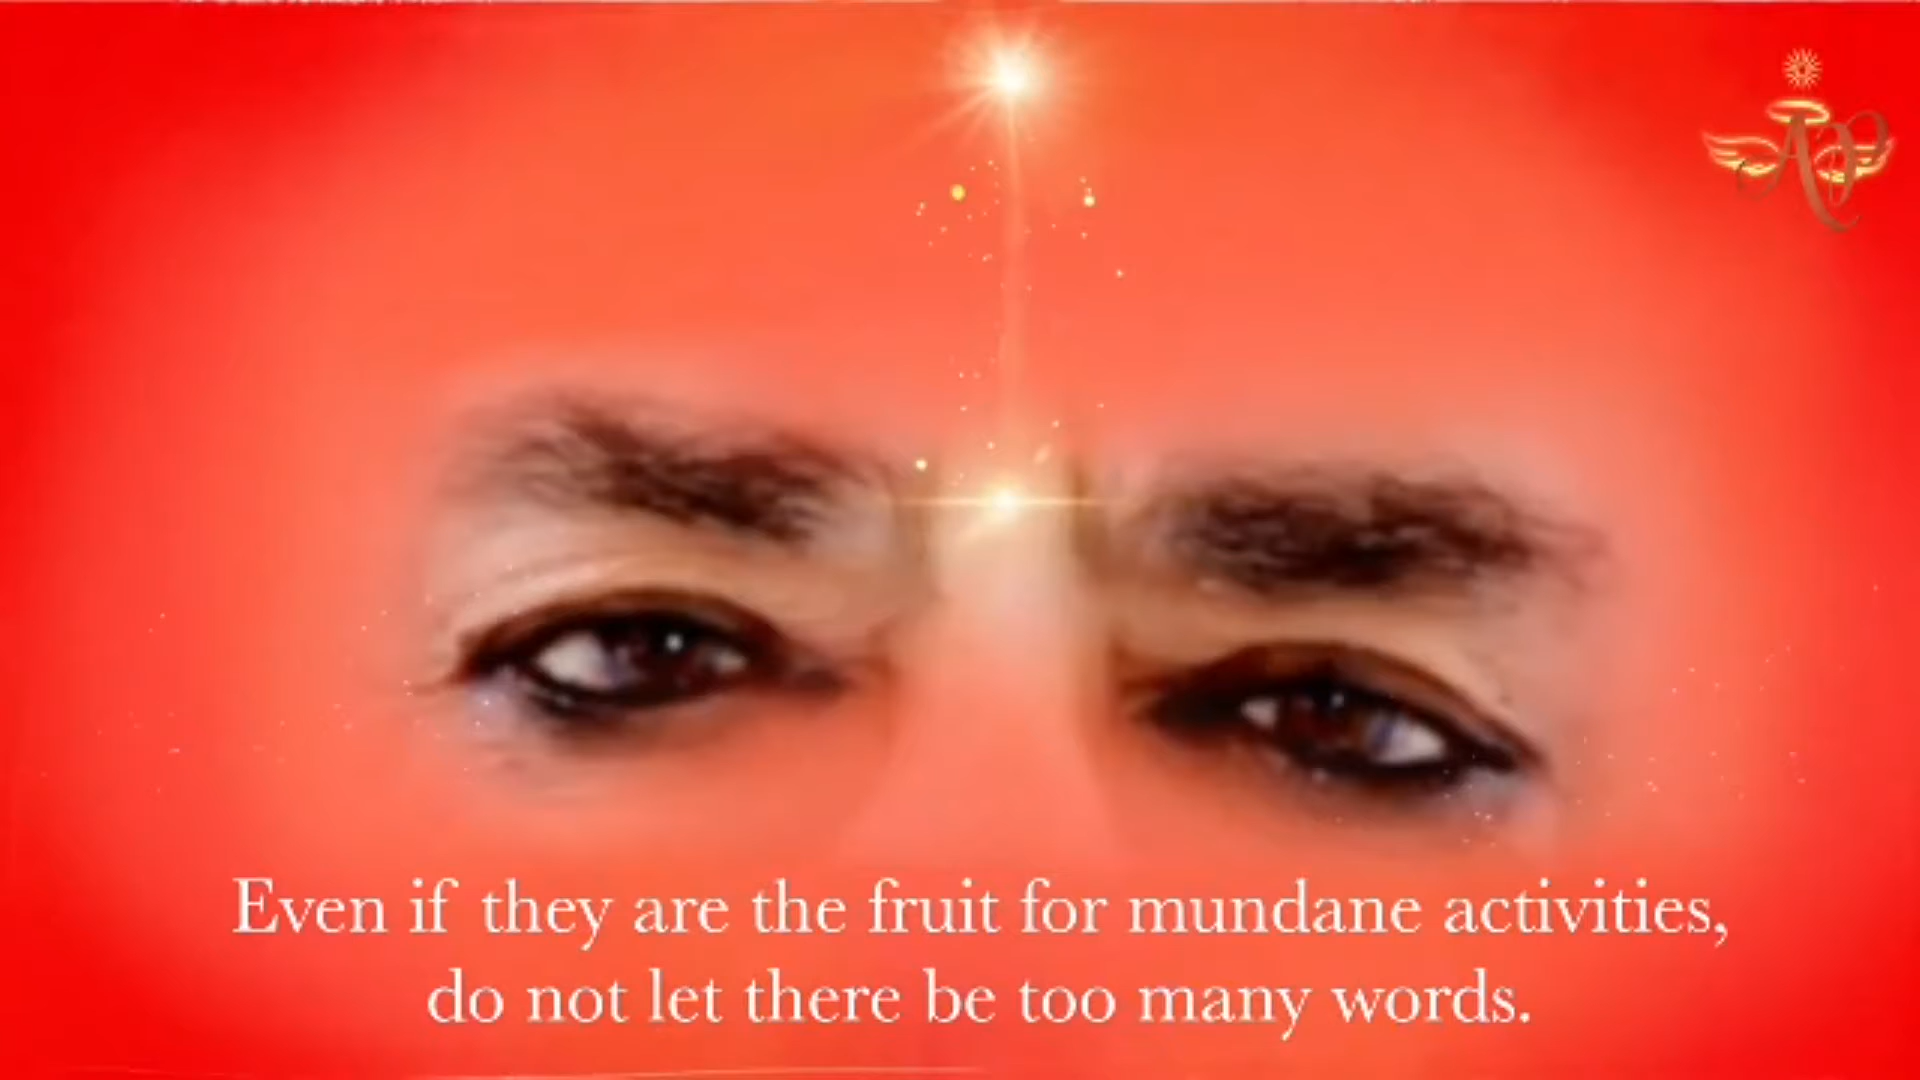 Even if they are the fruit for mundane activities,
do not let there be too many words.